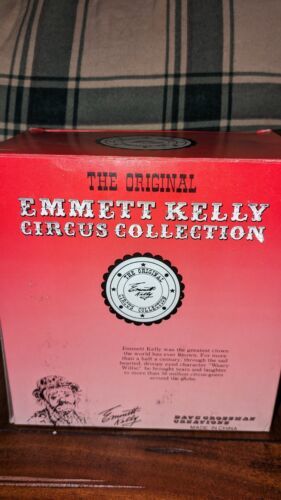 THE ORIGINAL
EMMETT KELLY
CIRCUS COLLECTION
THE ORIGINAL
Emmett
Kelly
CIRCUS COLLECTION
Emmett Kelly was the greatest clown
the world has ever known. For more
than a half a century, through the sad
hearted, droopy eyed character "Weary
Willie", he brought tears and laughter
to more than 50 million circus-goers
around the globe.
Emmett
Kelly
DAVE GROSSMAN
CREATIONS
MADE IN CHINA